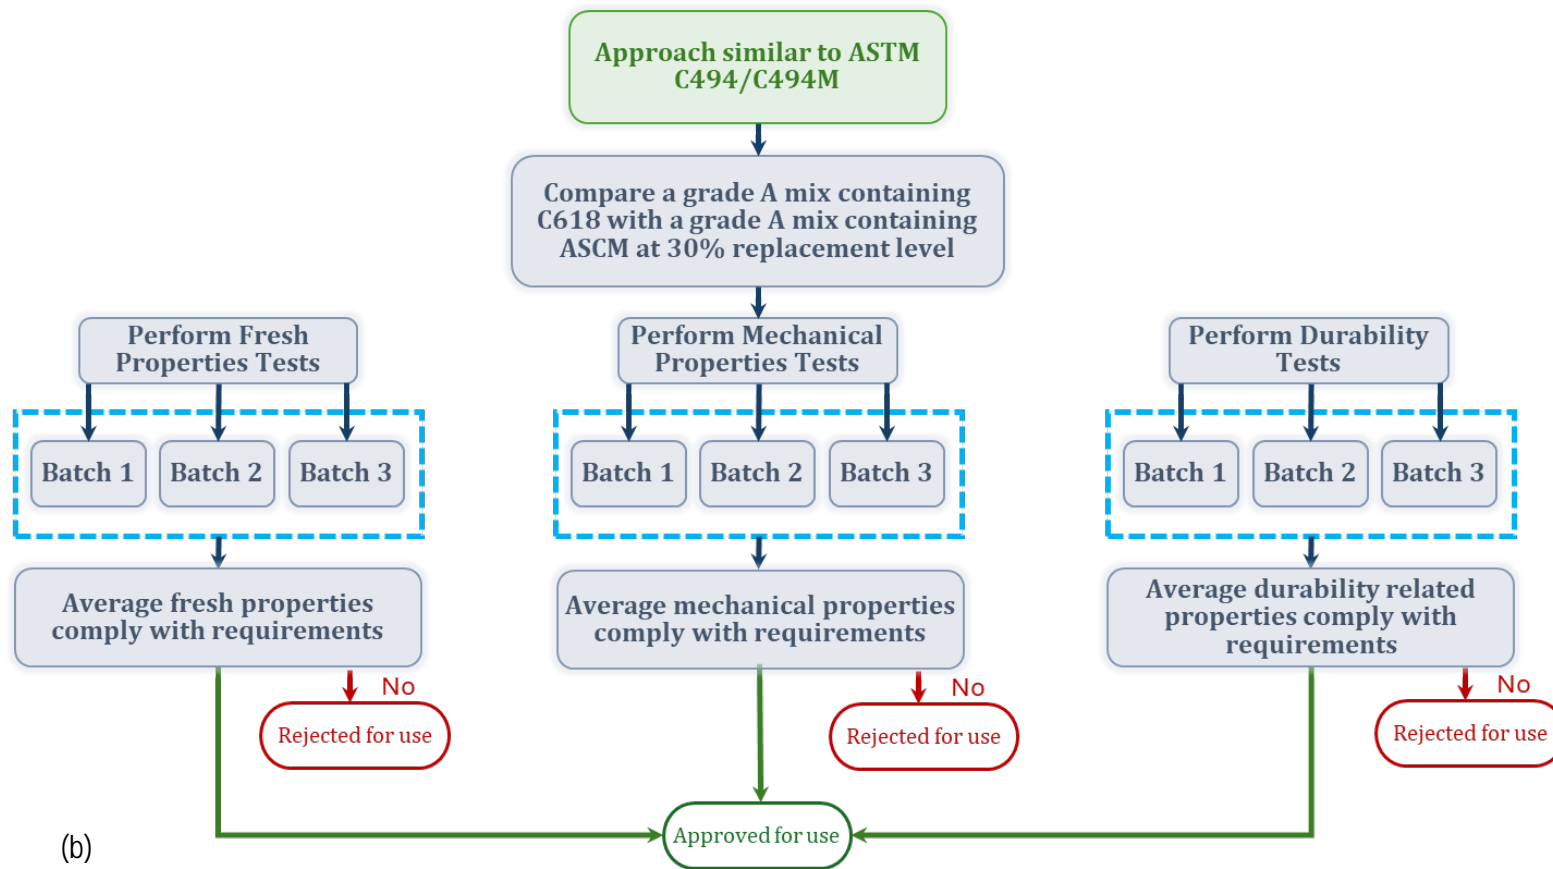 Approach similar to ASTM
C494/C494M
Compare a grade A mix containing
C618 with a grade A mix containing
ASCM at 30% replacement level
Perform Fresh
Properties Tests
Perform Mechanical
Properties Tests
Perform Durability
Tests
Batch 1
Batch 2
Batch 3
Batch 1
Batch 2
Batch 3
Batch 1
Batch 2
Batch 3
Average fresh properties
comply with requirements
Average mechanical properties
comply with requirements
Average durability related
properties comply with
requirements
No
Rejected for use
No
Rejected for use
No
Rejected for use
Approved for use
(b)